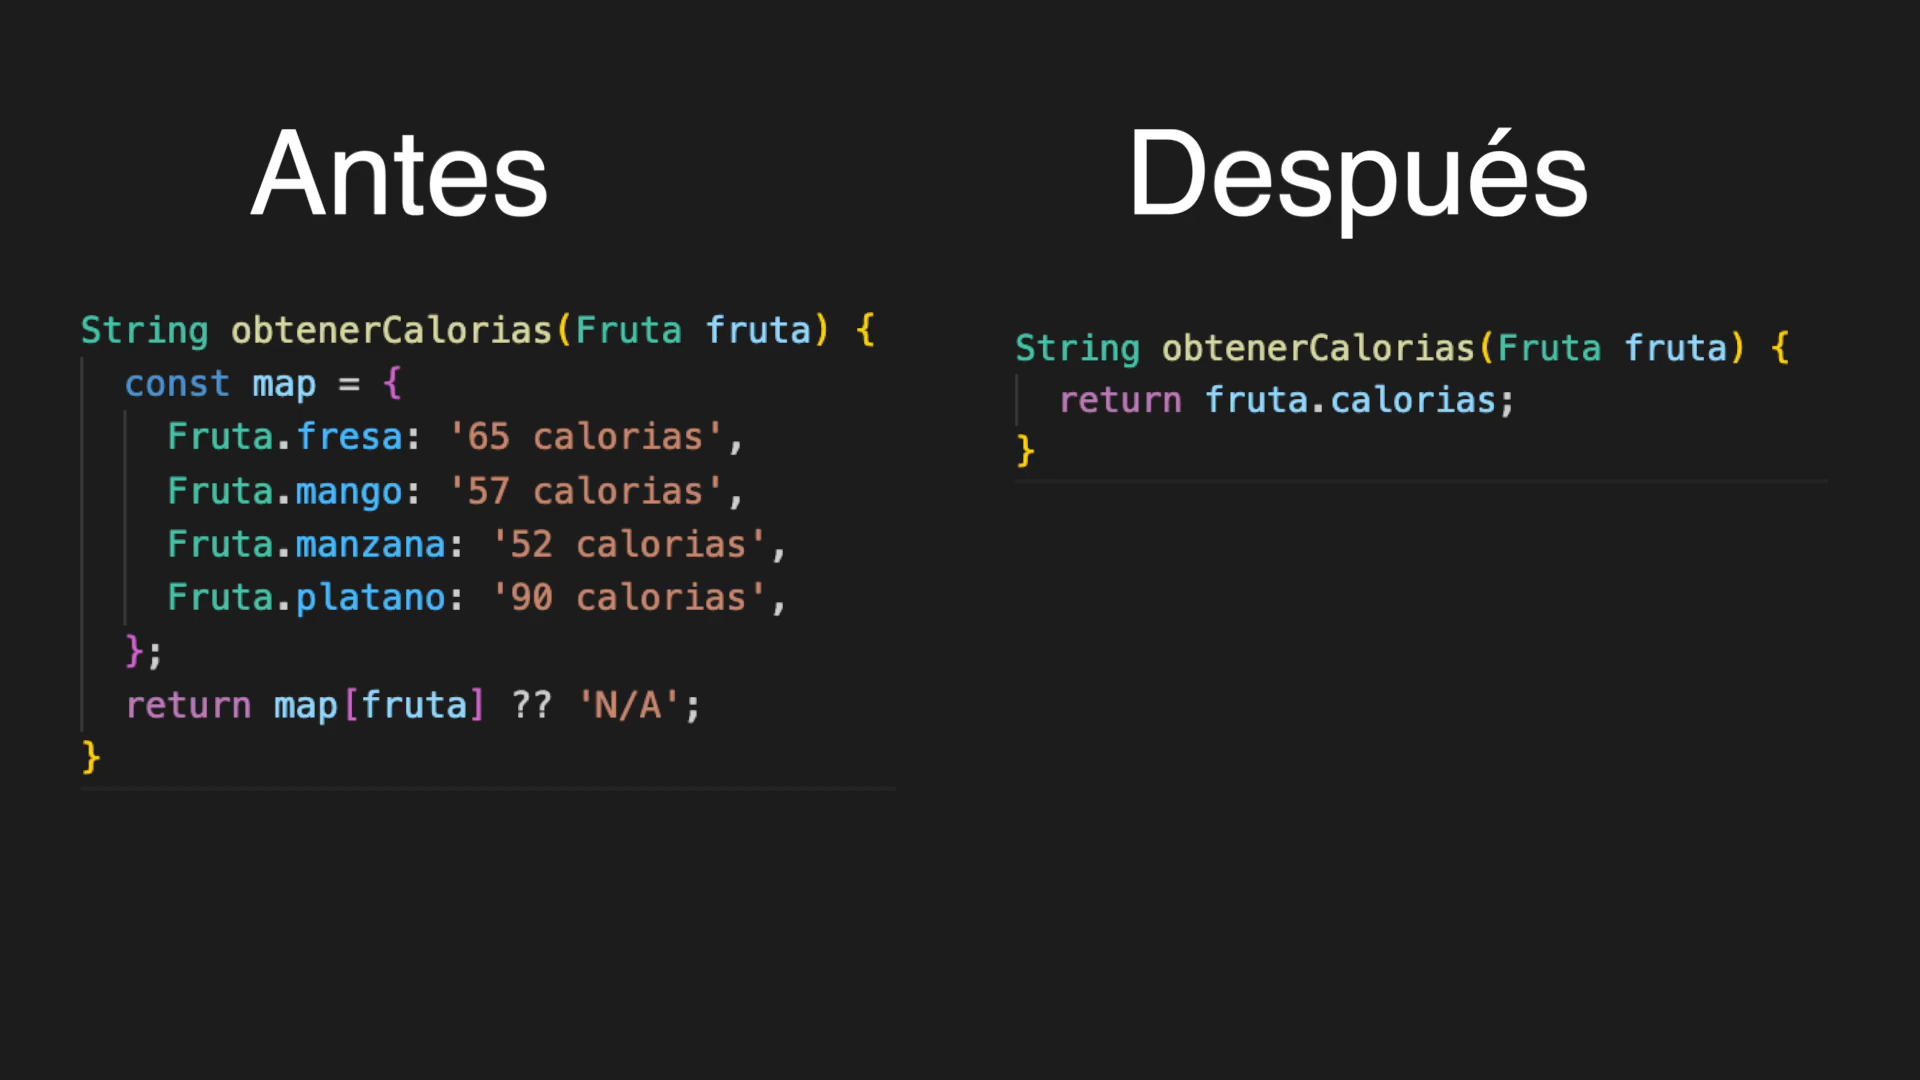 Antes
String obtenerCalorias(Fruta fruta) {
  const map = {
    Fruta.fresa: '65 calorias',
    Fruta.mango: '57 calorias',
    Fruta.manzana: '52 calorias',
    Fruta.platano: '90 calorias',
  };
  return map[fruta] ?? 'N/A';
}
Después
String obtenerCalorias(Fruta fruta) {
  return fruta.calorias;
}